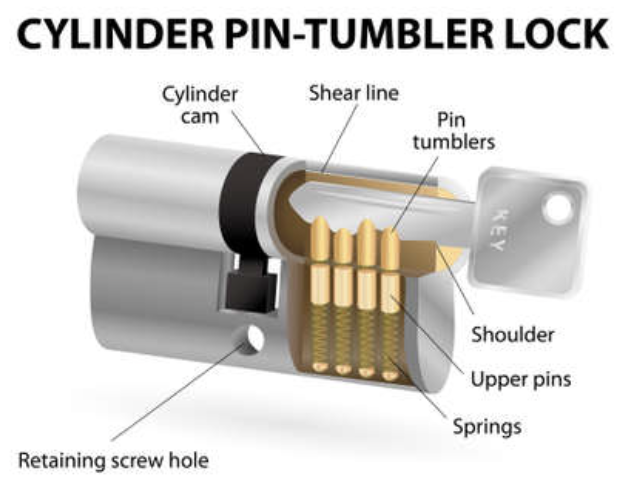 CYLINDER PIN-TUMBLER LOCK
Cylinder
cam
Shear line
Pin
tumblers
KEY
Shoulder
Upper pins
Springs
Retaining screw hole